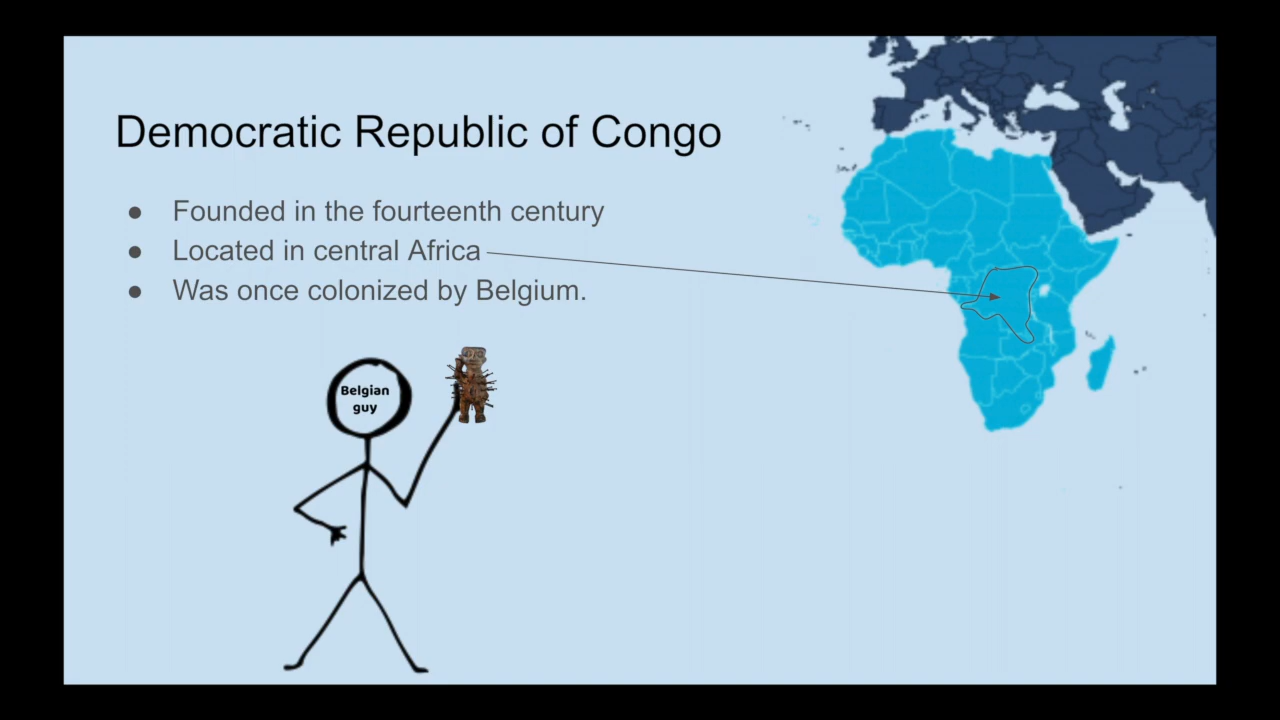 Democratic Republic of Congo
● Founded in the fourteenth century
● Located in central Africa
● Was once colonized by Belgium.
Belgian
guy